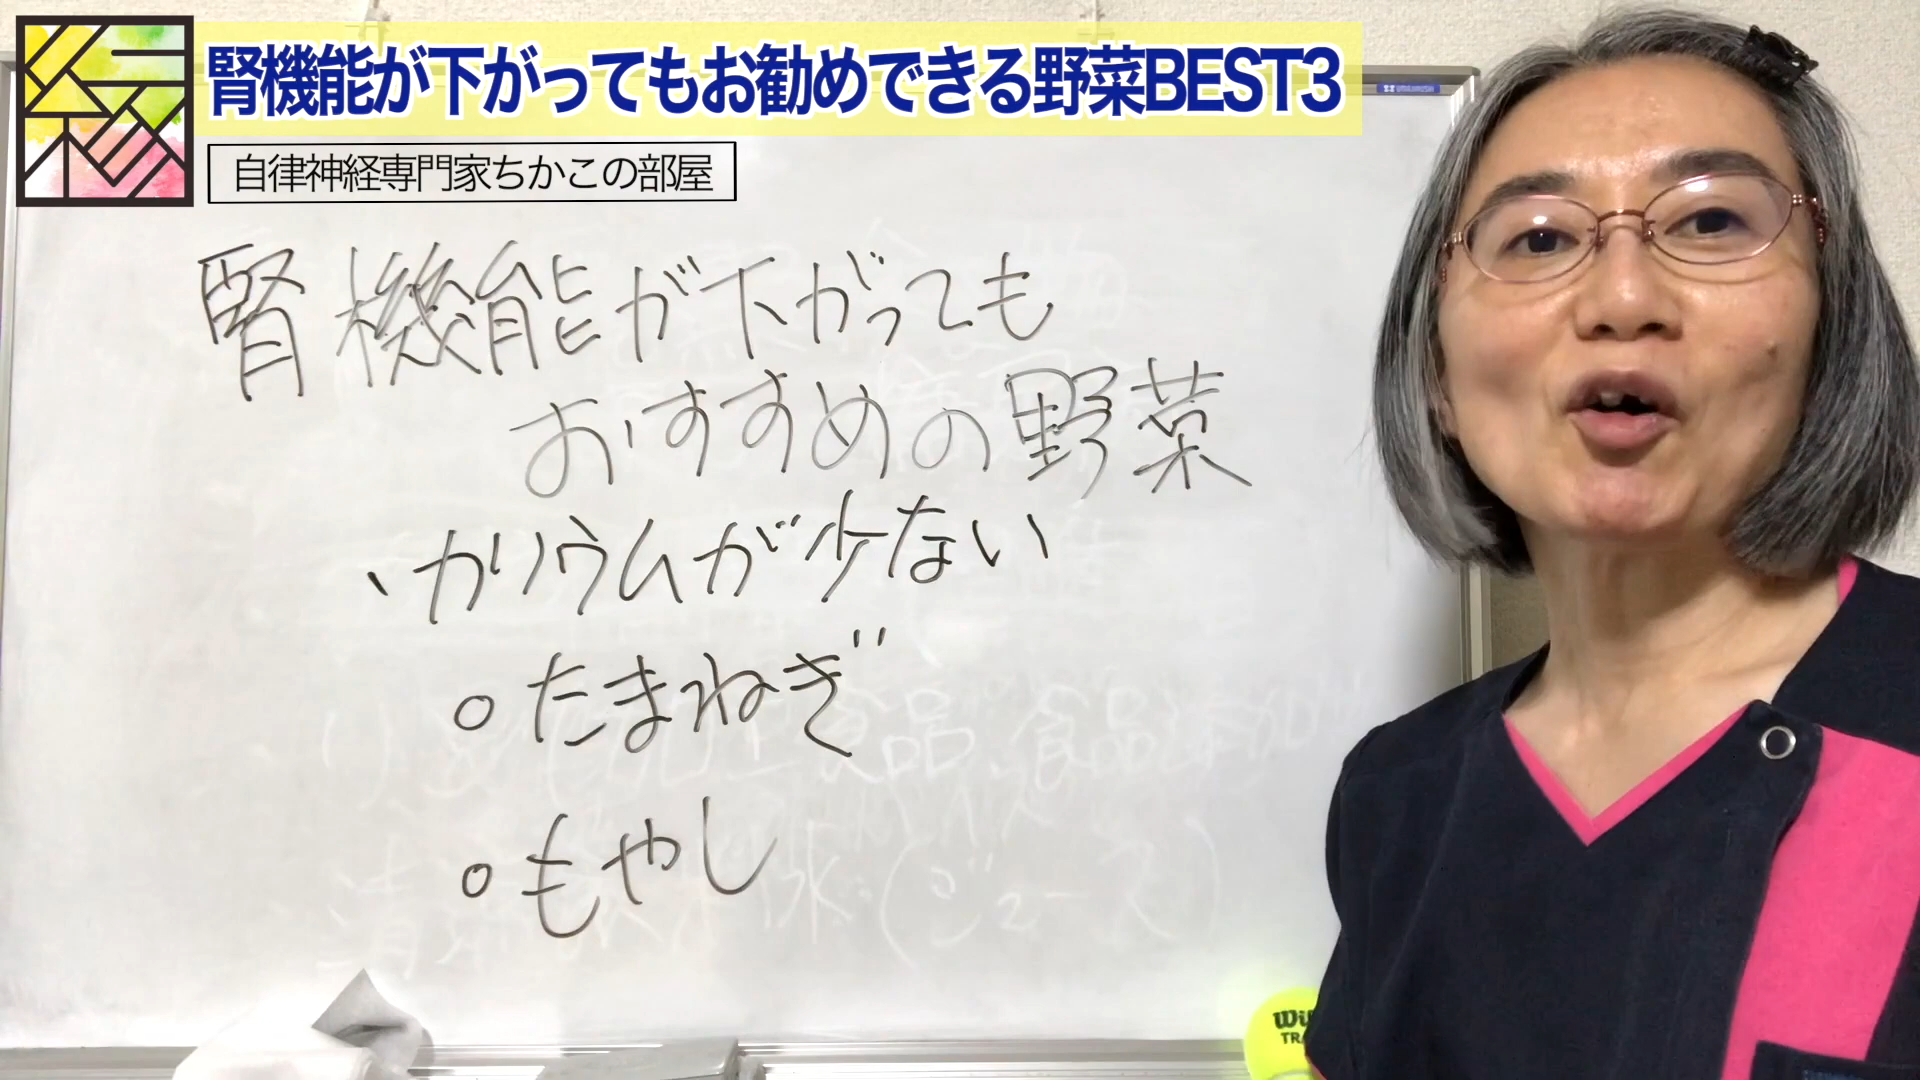 腎機能が下がってもお勧めできる野菜BEST3
自律神経専門家ちかこの部屋
腎機能が下がっても
おすすめの野菜
・カリウムが少ない
○たまねぎ
○もやし